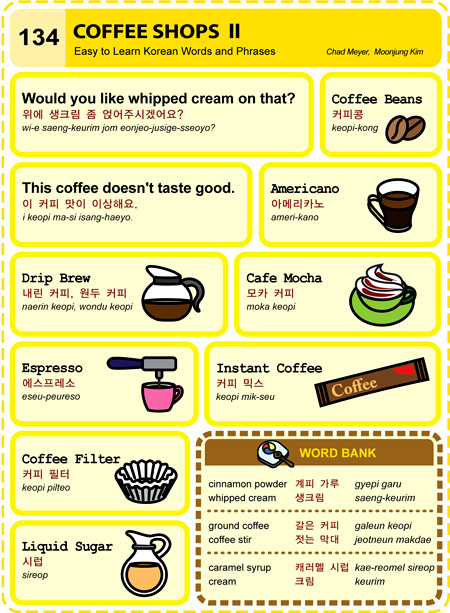 134
COFFEE SHOPS II
Easy to Learn Korean Words and Phrases
Chad Meyer, Moonjung Kim
Would you like whipped cream on that?
위에 생크림 좀 얹어주시겠어요?
wi-e saeng-keurim jom eonjeo-jusige-sseoyo?
Coffee Beans
커피콩
keopi-kong
This coffee doesn't taste good.
이 커피 맛이 이상해요.
i keopi ma-si isang-haeyo.
Americano
아메리카노
ameri-kano
Drip Brew
내린 커피, 원두 커피
naerin keopi, wondu keopi
Cafe Mocha
모카 커피
moka keopi
Espresso
에스프레소
eseu-peureso
Instant Coffee
커피 믹스
keopi mik-seu
Coffee
Coffee Filter
커피 필터
keopi pilteo
Liquid Sugar
시럽
sireop
WORD BANK
cinnamon powder 계피 가루 gyepi garu
whipped cream 생크림 saeng-keurim
ground coffee 갈은 커피 galeun keopi
coffee stir 젓는 막대 jeotneun makdae
caramel syrup 캐러멜 시럽 kae-reomel sireop
cream 크림 keurim